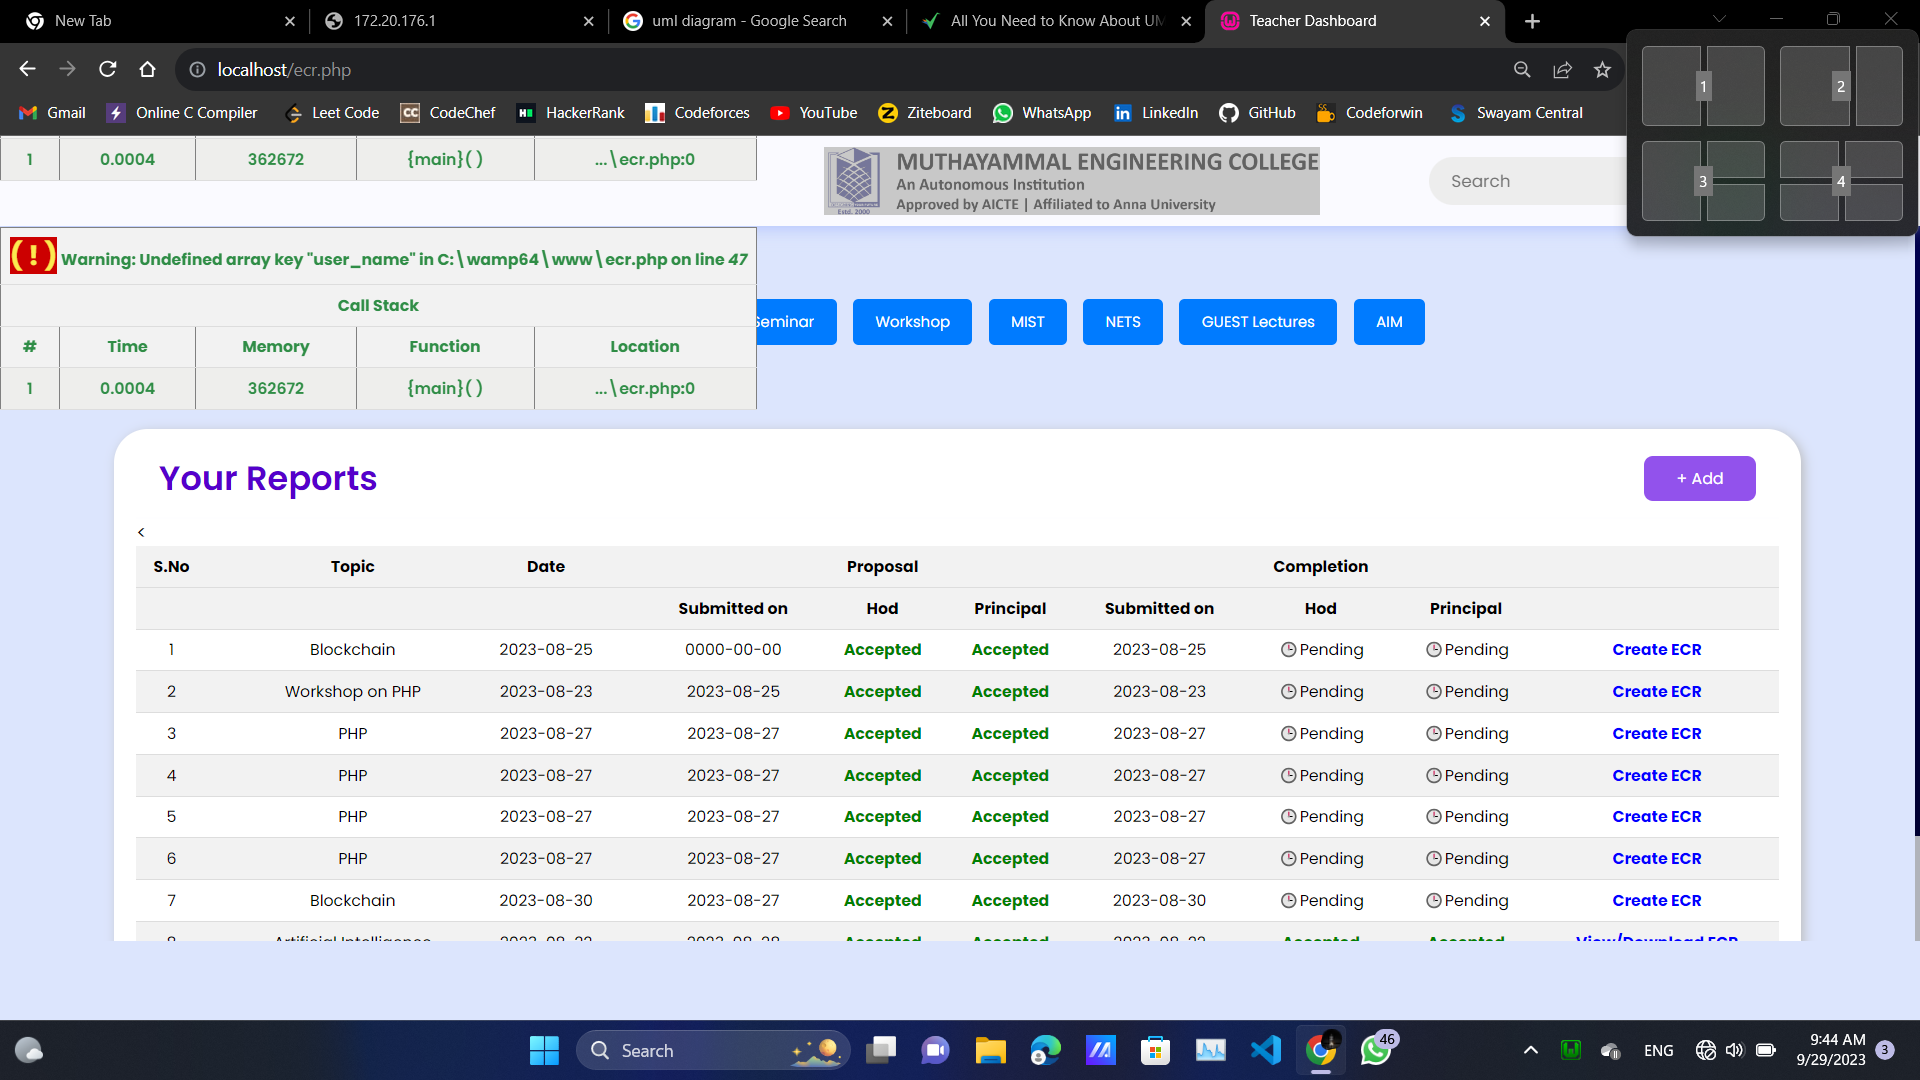 New Tab
172.20.176.1
uml diagram - Google Search
All You Need to Know About UM
Teacher Dashboard
localhost/ecr.php
Gmail
Online C Compiler
Leet Code
CodeChef
HackerRank
Codeforces
YouTube
Ziteboard
WhatsApp
LinkedIn
GitHub
Codeforwin
Swayam Central
1 2
3 4
1 0.0004 362672 {main}( ) ...\ecr.php:0
MUTHAYAMMAL ENGINEERING COLLEGE
An Autonomous Institution
Approved by AICTE | Affiliated to Anna University
Estd. 2000
Search
( ! ) Warning: Undefined array key "user_name" in C:\wamp64\www\ecr.php on line 47
Call Stack
# Time Memory Function Location
1 0.0004 362672 {main}( ) ...\ecr.php:0
Seminar
Workshop
MIST
NETS
GUEST Lectures
AIM
Your Reports
+ Add
<
S.No Topic Date Proposal Completion
Submitted on Hod Principal Submitted on Hod Principal
1 Blockchain 2023-08-25 0000-00-00 Accepted Accepted 2023-08-25 Pending Pending Create ECR
2 Workshop on PHP 2023-08-23 2023-08-25 Accepted Accepted 2023-08-23 Pending Pending Create ECR
3 PHP 2023-08-27 2023-08-27 Accepted Accepted 2023-08-27 Pending Pending Create ECR
4 PHP 2023-08-27 2023-08-27 Accepted Accepted 2023-08-27 Pending Pending Create ECR
5 PHP 2023-08-27 2023-08-27 Accepted Accepted 2023-08-27 Pending Pending Create ECR
6 PHP 2023-08-27 2023-08-27 Accepted Accepted 2023-08-27 Pending Pending Create ECR
7 Blockchain 2023-08-30 2023-08-27 Accepted Accepted 2023-08-30 Pending Pending Create ECR
8 Artificial Intelligence Accepted Accepted Accepted Accepted View/Download ECR
Search
46
ENG
9:44 AM
9/29/2023
3